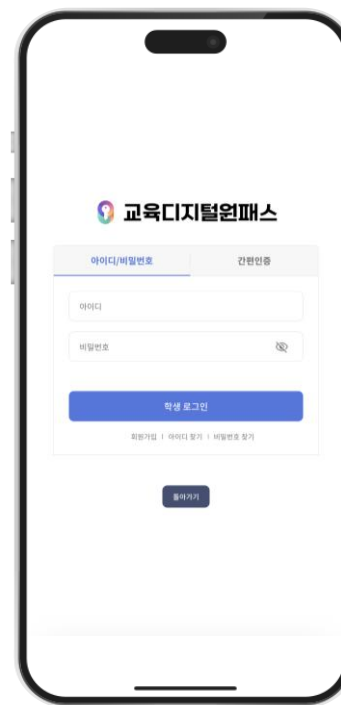 교육디지털원패스
아이디/비밀번호 간편인증
아이디
비밀번호
학생 로그인
회원가입 | 아이디 찾기 | 비밀번호 찾기
돌아가기